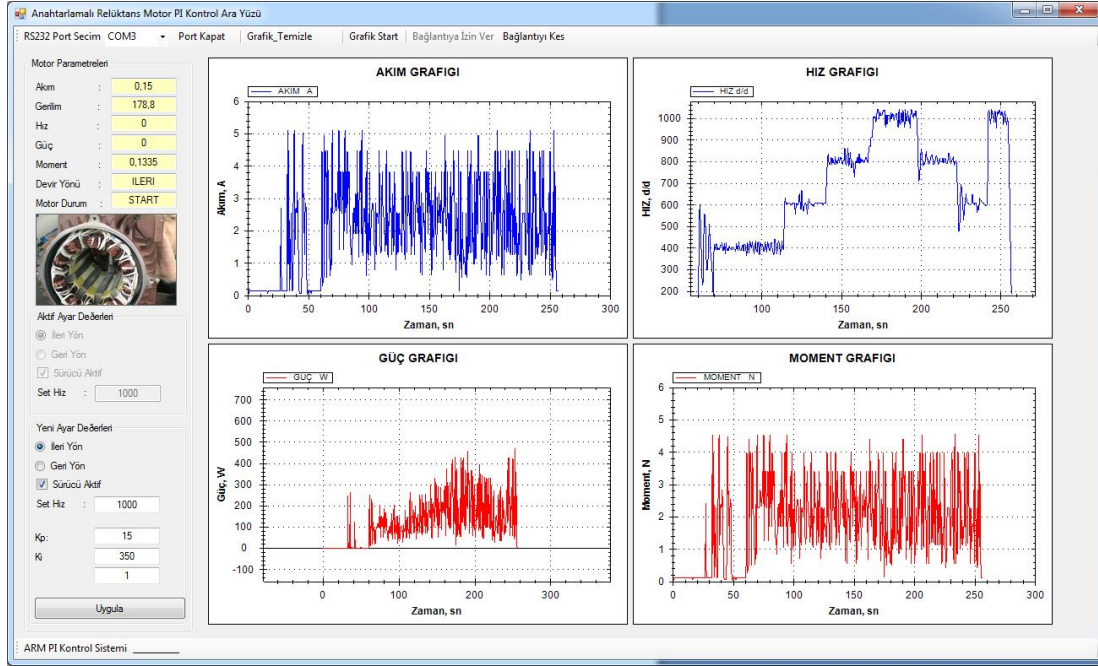 Anahtarlamalı Relüktans Motor PI Kontrol Ara Yüzü
RS232 Port Secim COM3 Port Kapat Grafik_Temizle Grafik Start Bağlantıya İzin Ver Bağlantıyı Kes
Motor Parametreleri
Akım : 0,15
Gerilim : 178,8
Hız : 0
Güç : 0
Moment : 0,1335
Devir Yönü : ILERI
Motor Durum : START
Aktif Ayar Deðerleri
İleri Yön
Geri Yön
Sürücü Aktif
Set Hiz : 1000
Yeni Ayar Deðerleri
İleri Yön
Geri Yön
Sürücü Aktif
Set Hiz : 1000
Kp: 15
Ki 350
1
Uygula
AKIM GRAFIGI
AKIM A
6
5
4
3
2
1
0
Akım, A
0 50 100 150 200 250 300
Zaman, sn
HIZ GRAFIGI
HIZ d/d
1000
900
800
700
600
500
400
300
200
HIZ, d/d
100 150 200 250
Zaman, sn
GÜÇ GRAFIGI
GUÇ W
700
600
500
400
300
200
100
0
-100
Güç, W
0 100 200 300
Zaman, sn
MOMENT GRAFIGI
MOMENT N
6
5
4
3
2
1
0
Moment, N
0 50 100 150 200 250 300
Zaman, sn
ARM PI Kontrol Sistemi ________